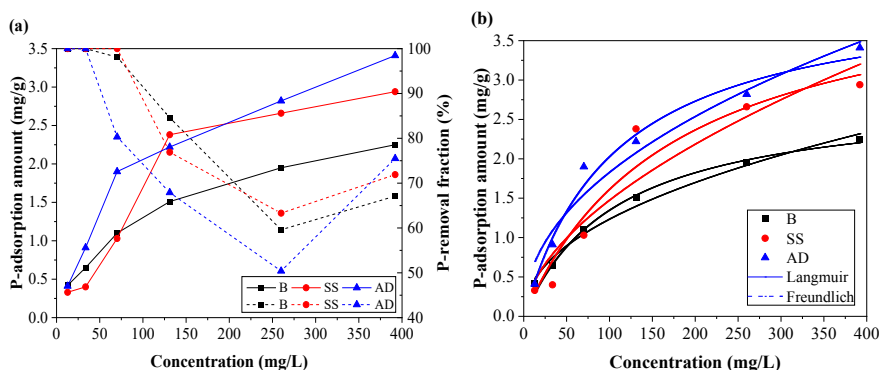 (a)
P-adsorption amount (mg/g)
3.5
3.0
2.5
2.0
1.5
1.0
0.5
0.0
100
90
80
70
60
50
40
P-removal fraction (%)
B SS AD
B SS AD
0 50 100 150 200 250 300 350 400
Concentration (mg/L)
(b)
P-adsorption amount (mg/g)
3.5
3.0
2.5
2.0
1.5
1.0
0.5
0.0
B
SS
AD
Langmuir
Freundlich
0 50 100 150 200 250 300 350 400
Concentration (mg/L)